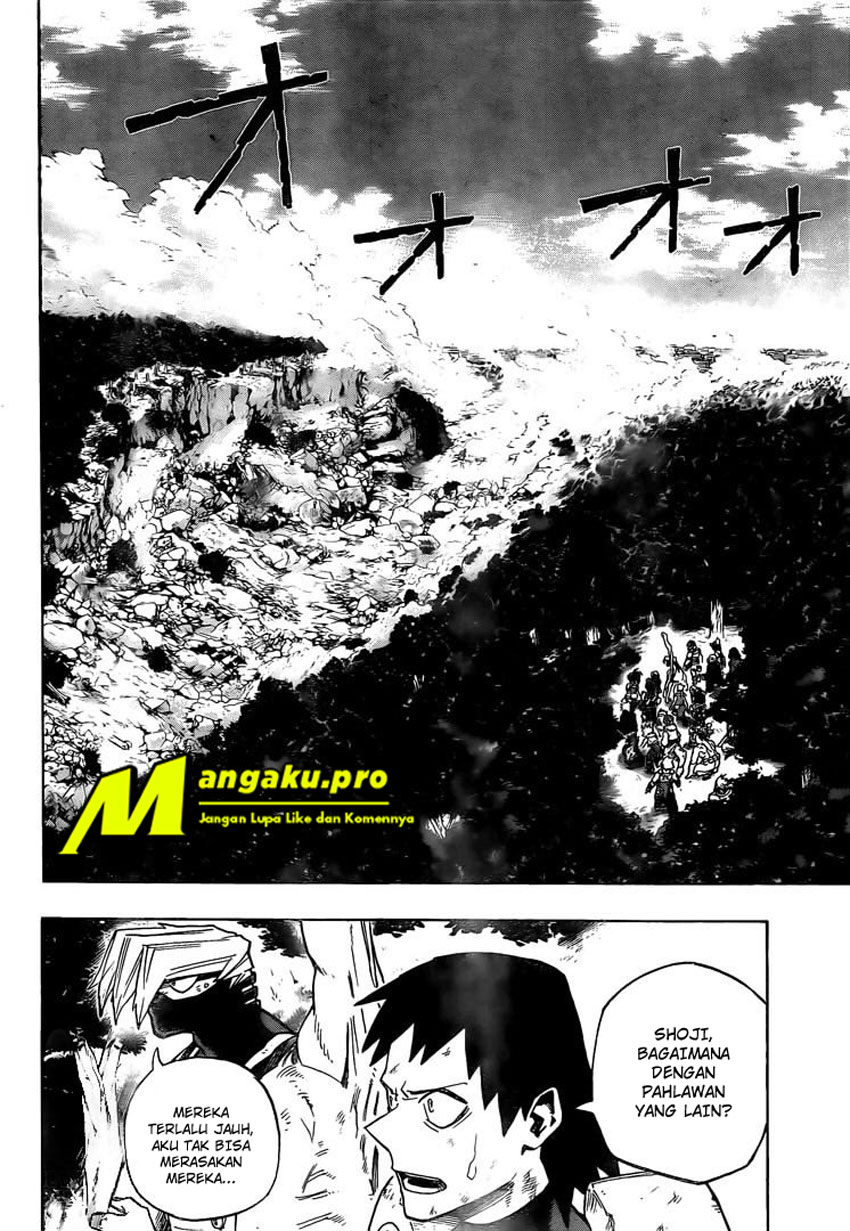 オ
オ
オ
オ
Mangaku.pro
Jangan Lupa Like dan Komennya
SHOJI,
BAGAIMANA
DENGAN
PAHLAWAN
YANG LAIN?
MEREKA
TERLALU JAUH,
AKU TAK BISA
MERASAKAN
MEREKA...